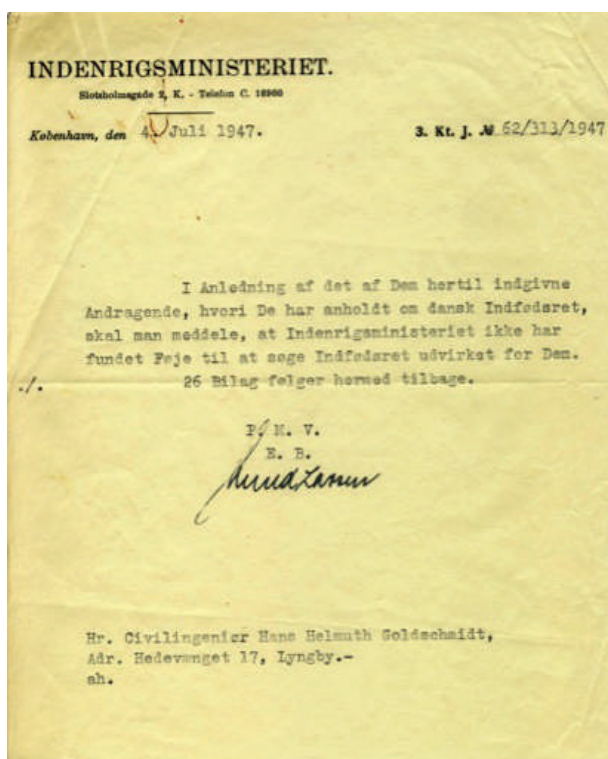 INDENRIGSMINISTERIET.
Slotsholmsgade 2, K. - Telefon C. 16900
København, den 4. Juli 1947.
3. Kt. J. № 62/313/1947
I Anledning af det af Dem hertil indgivne
Andragende, hvori De har anholdt om dansk Indfødsret,
skal man meddele, at Indenrigsministeriet ikke har
fundet Føje til at søge Indfødsret udvirket for Dem.
./. 26 Bilag følger hermed tilbage.
P. M. V.
E. B.
Hr. Civilingeniør Hans Helmuth Goldschmidt,
Adr. Hedevænget 17, Lyngby.-
ah.